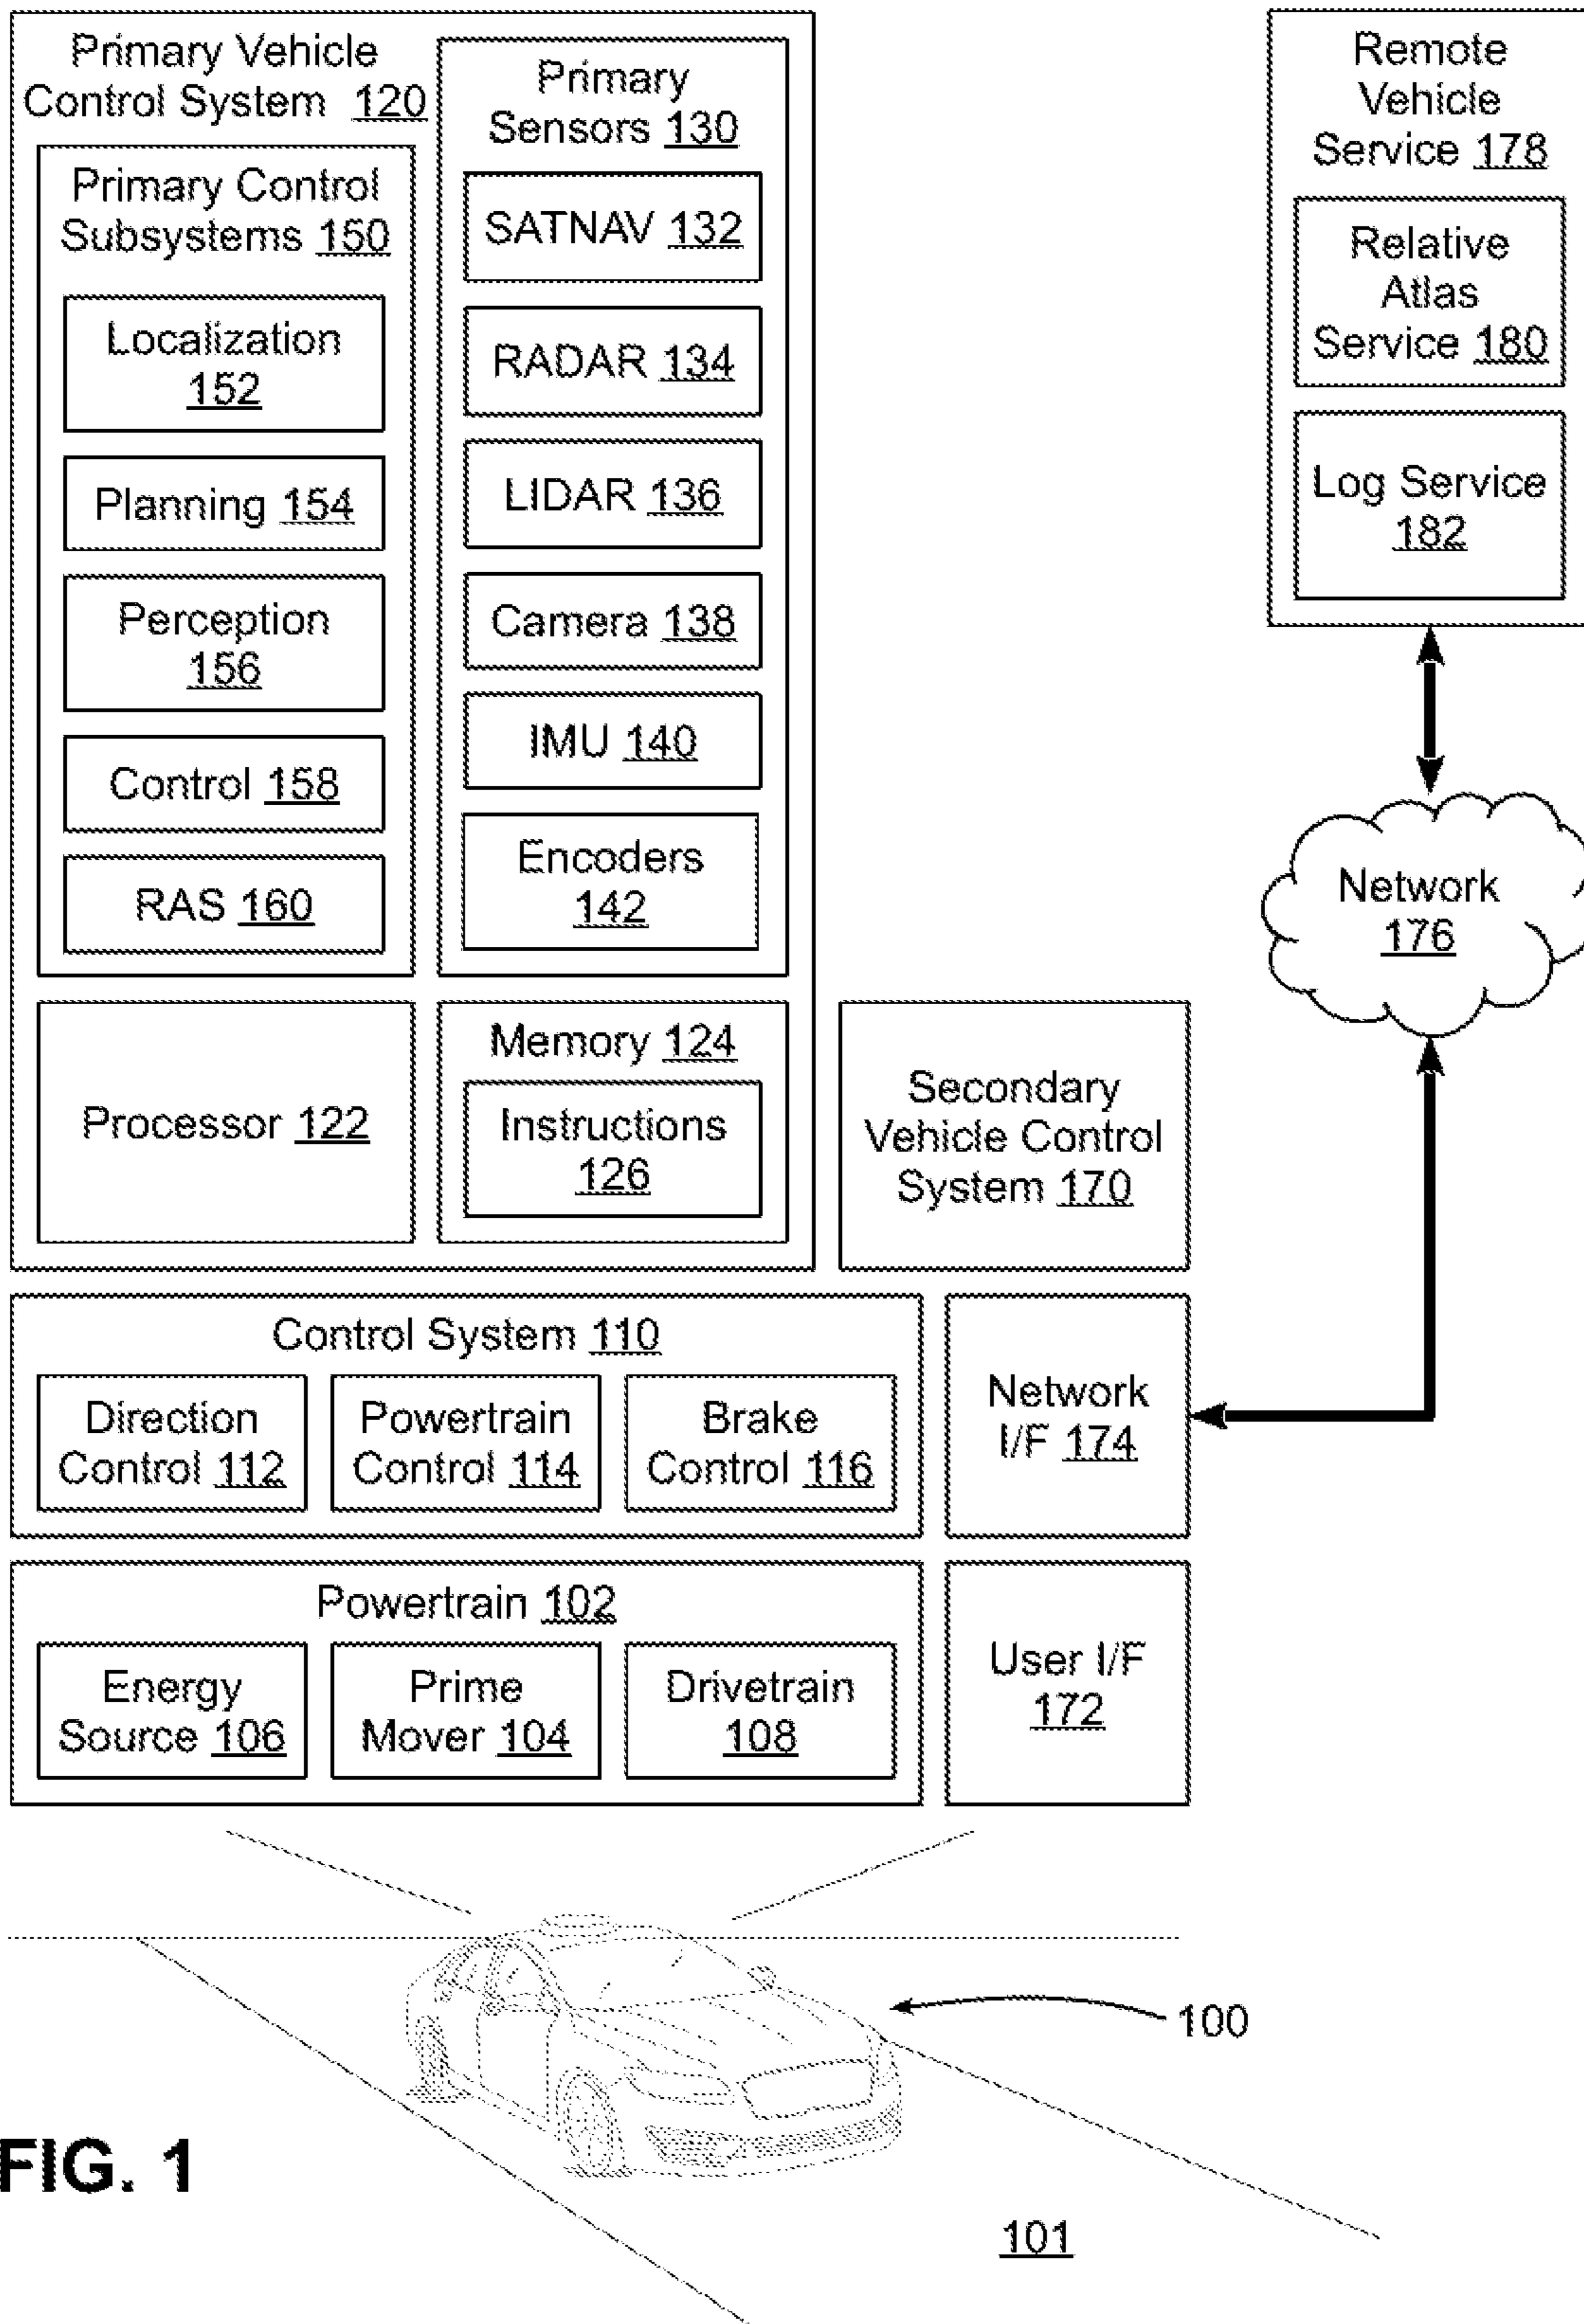 Primary Vehicle
Control System 120
Primary Control
Subsystems 150
Localization
152
Planning 154
Perception
156
Control 158
RAS 160
Primary
Sensors 130
SATNAV 132
RADAR 134
LIDAR 136
Camera 138
IMU 140
Encoders
142
Processor 122
Memory 124
Instructions
126
Secondary
Vehicle Control
System 170
Remote
Vehicle
Service 178
Relative
Atlas
Service 180
Log Service
182
Network
176
Control System 110
Direction
Control 112
Powertrain
Control 114
Brake
Control 116
Network
I/F 174
Powertrain 102
Energy
Source 106
Prime
Mover 104
Drivetrain
108
User I/F
172
100
FIG. 1
101